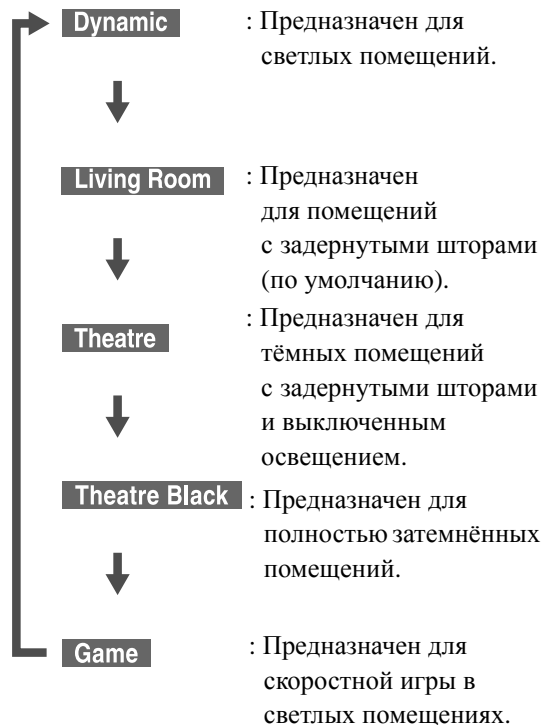 Dynamic : Предназначен для
светлых помещений.
Living Room : Предназначен
для помещений
с задернутыми шторами
(по умолчанию).
Theatre : Предназначен для
тёмных помещений
с задернутыми шторами
и выключенным
освещением.
Theatre Black : Предназначен для
полностью затемнённых
помещений.
Game : Предназначен для
скоростной игры в
светлых помещениях.